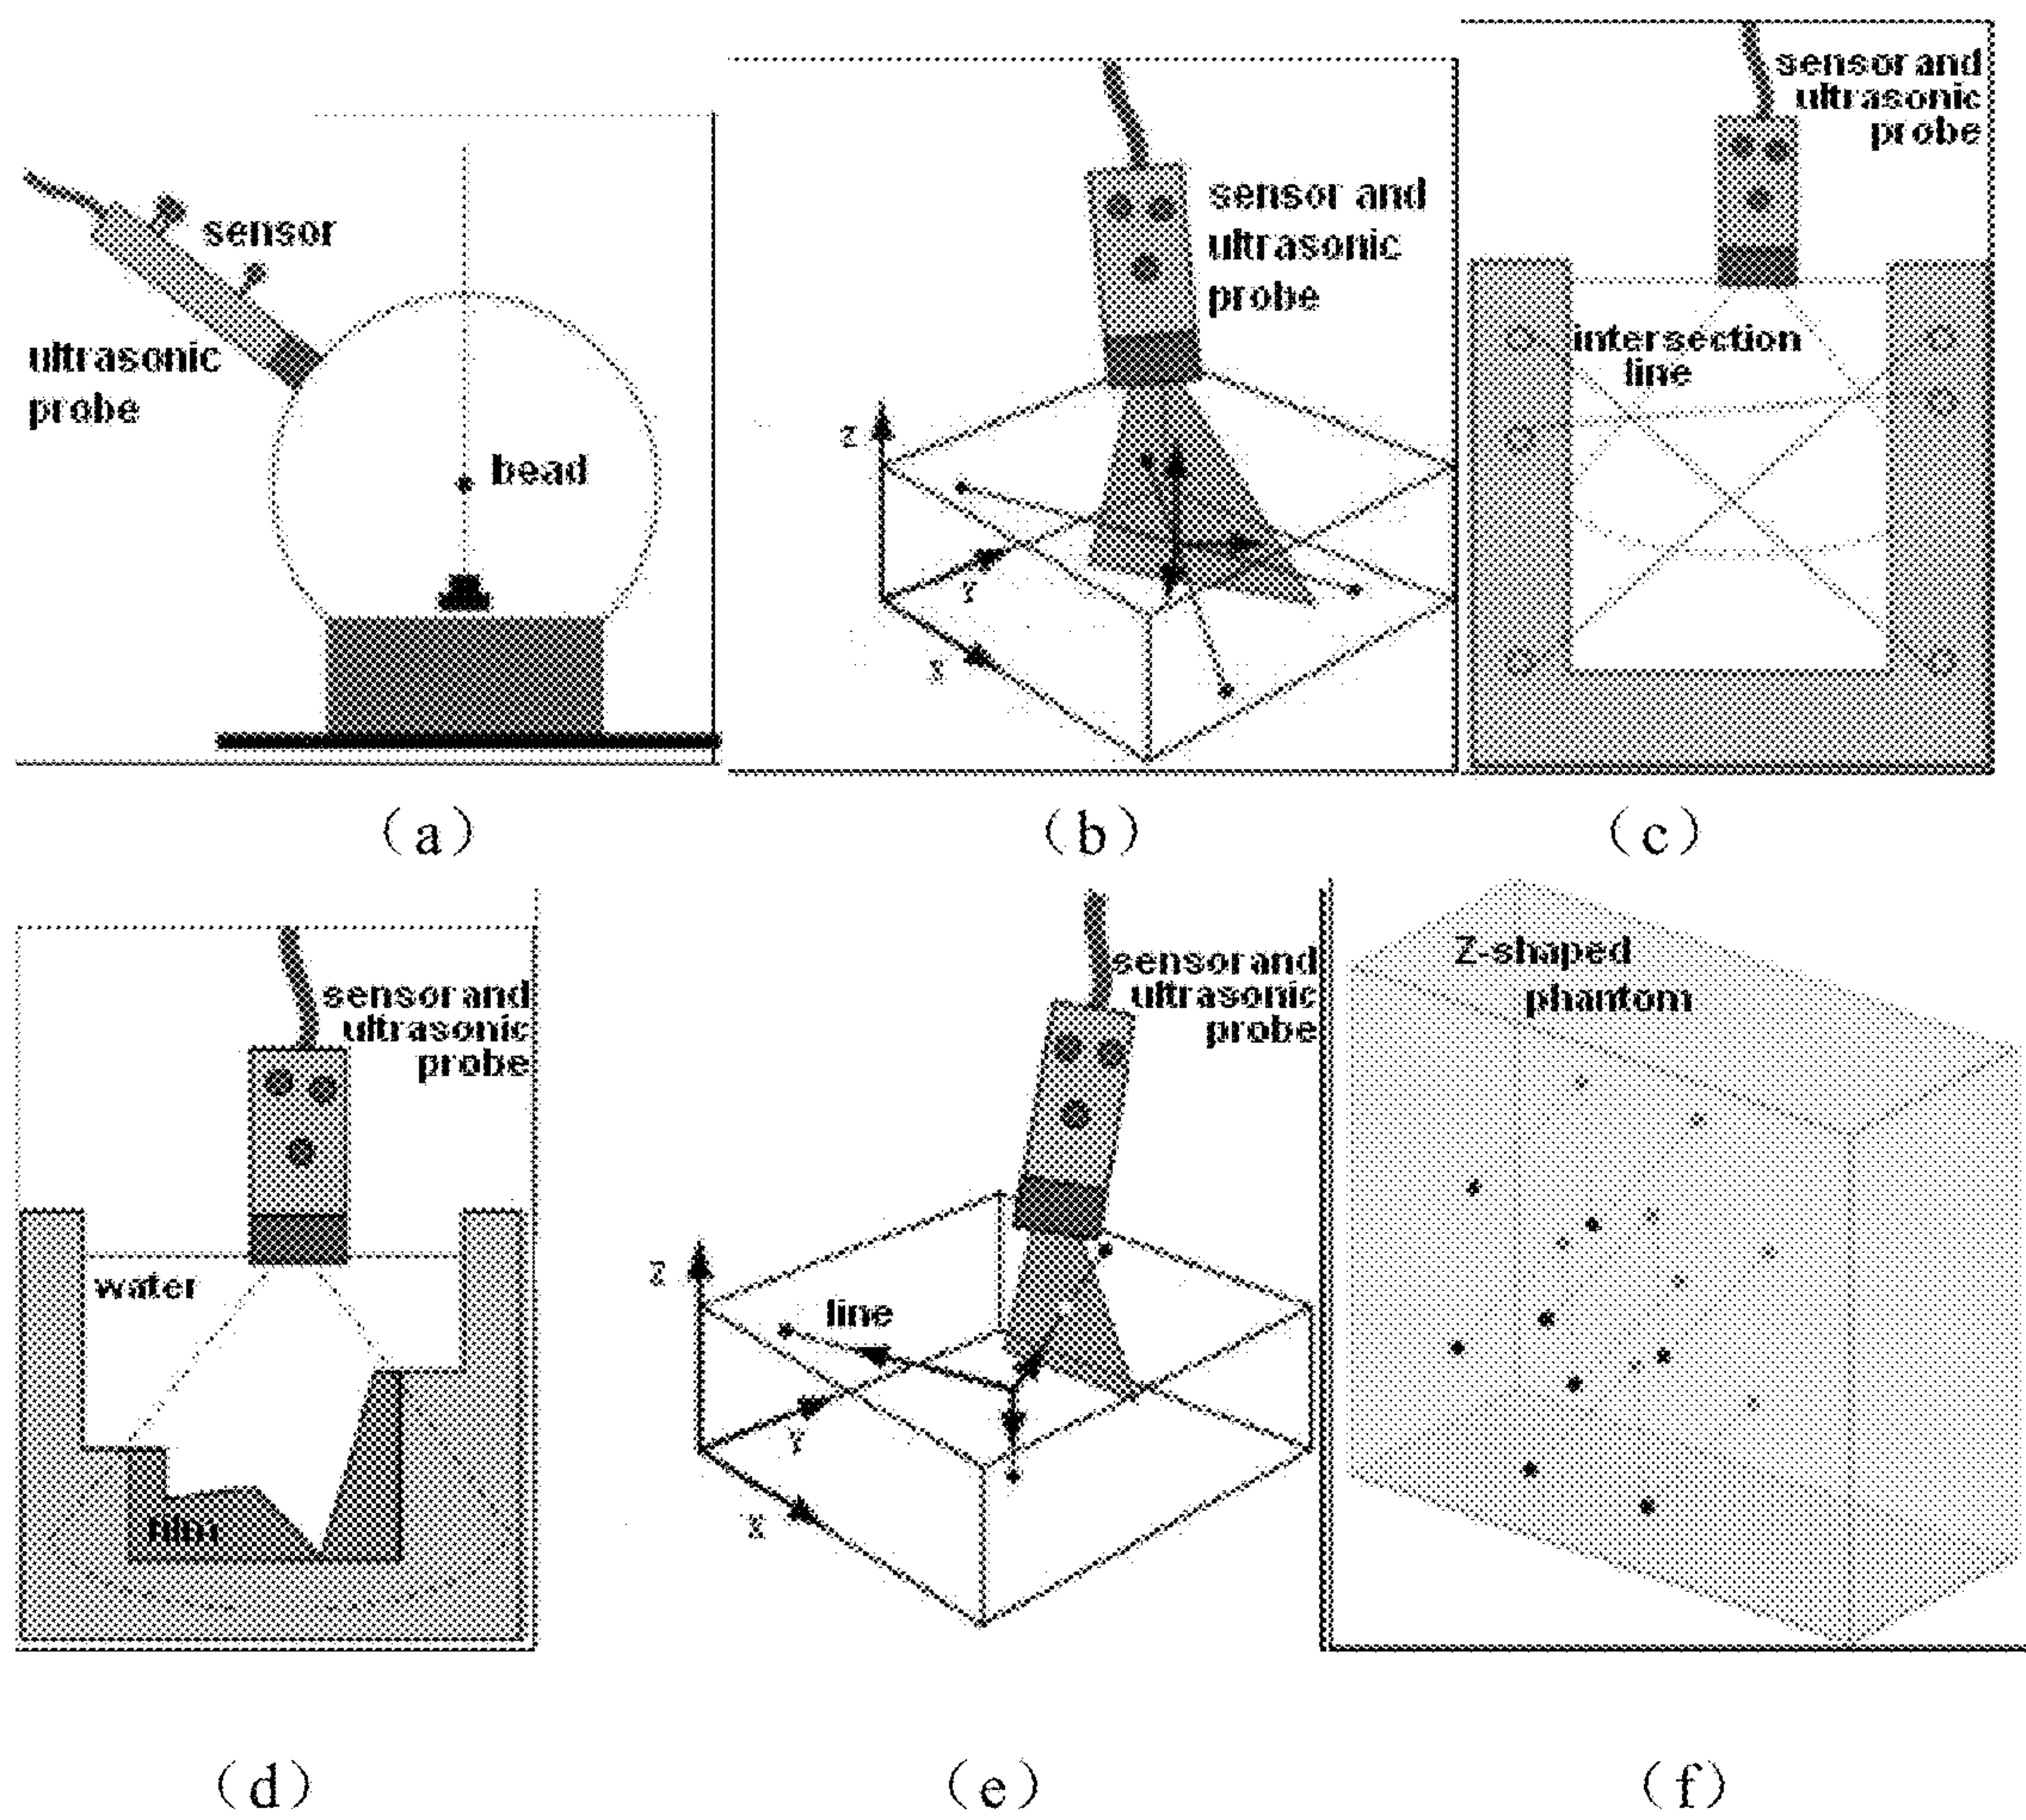 sensor
ultrasonic
probe
bead
(a)
sensor and
ultrasonic
probe
Z
Y
X
(b)
sensor and
ultrasonic
probe
intersection
line
(c)
sensor and
ultrasonic
probe
water
film
(d)
sensor and
ultrasonic
probe
line
Z
Y
X
(e)
Z-shaped
phantom
(f)